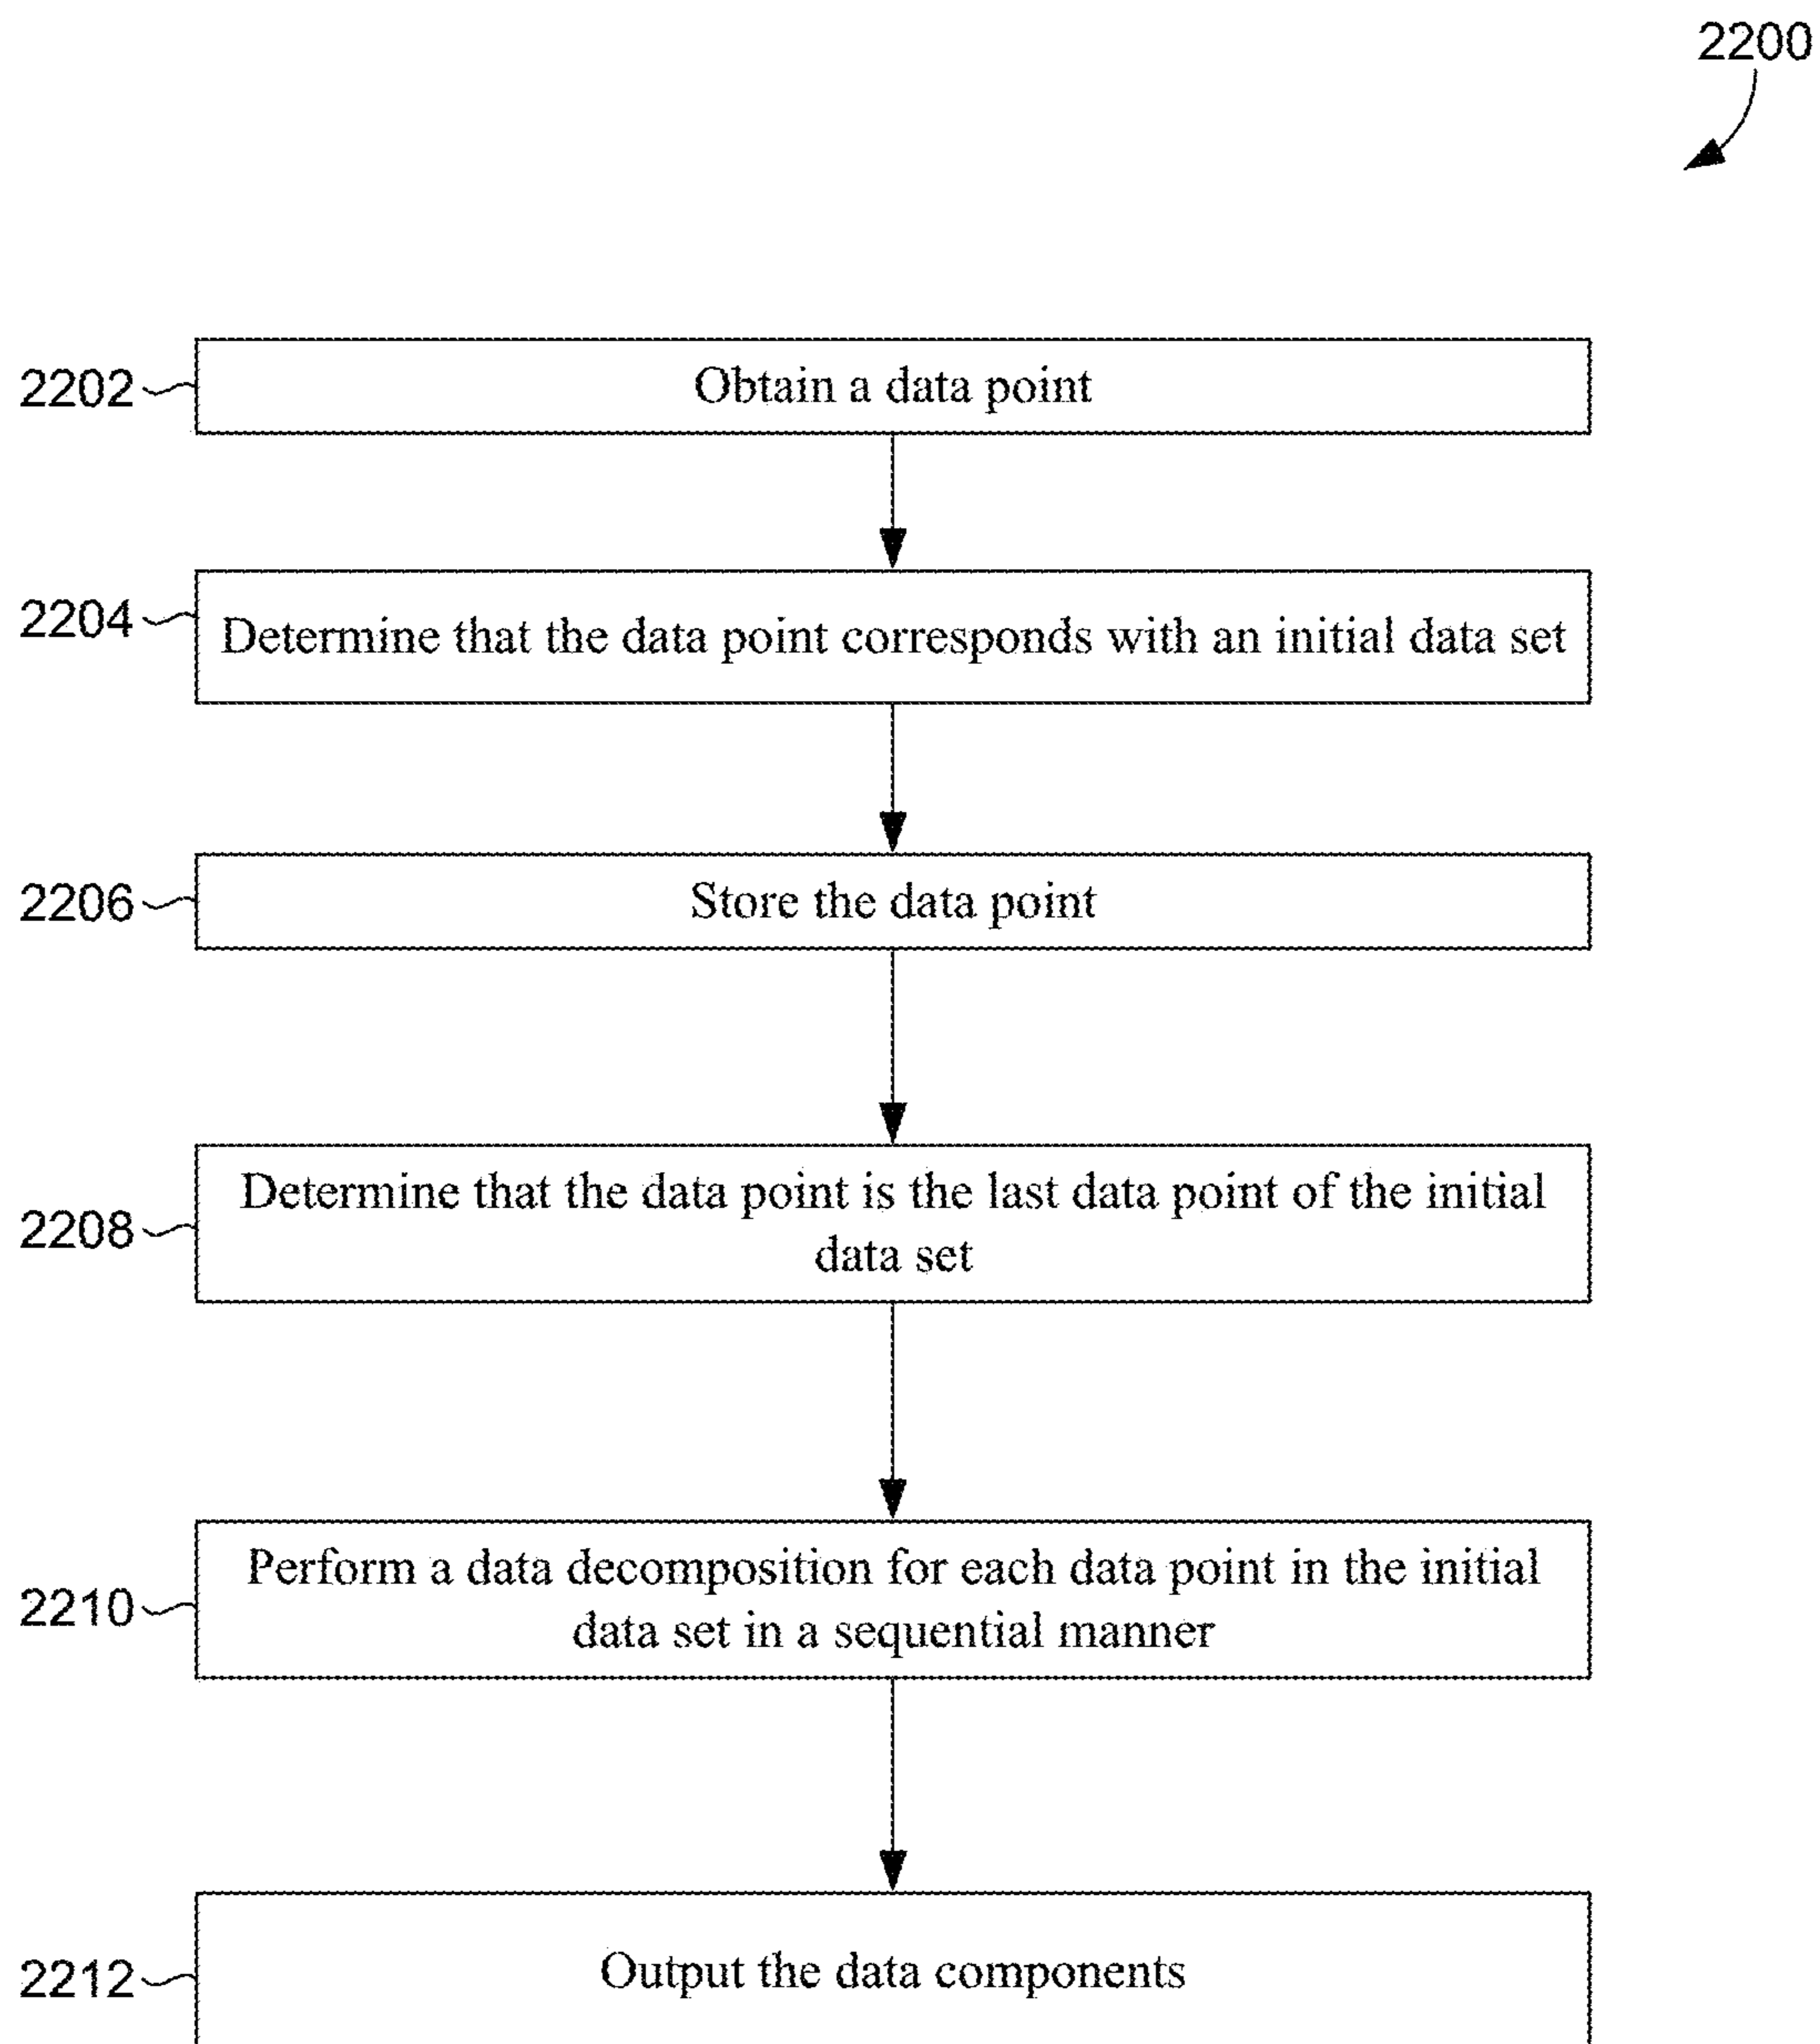 2200
2202
Obtain a data point
2204
Determine that the data point corresponds with an initial data set
2206
Store the data point
2208
Determine that the data point is the last data point of the initial
data set
2210
Perform a data decomposition for each data point in the initial
data set in a sequential manner
2212
Output the data components